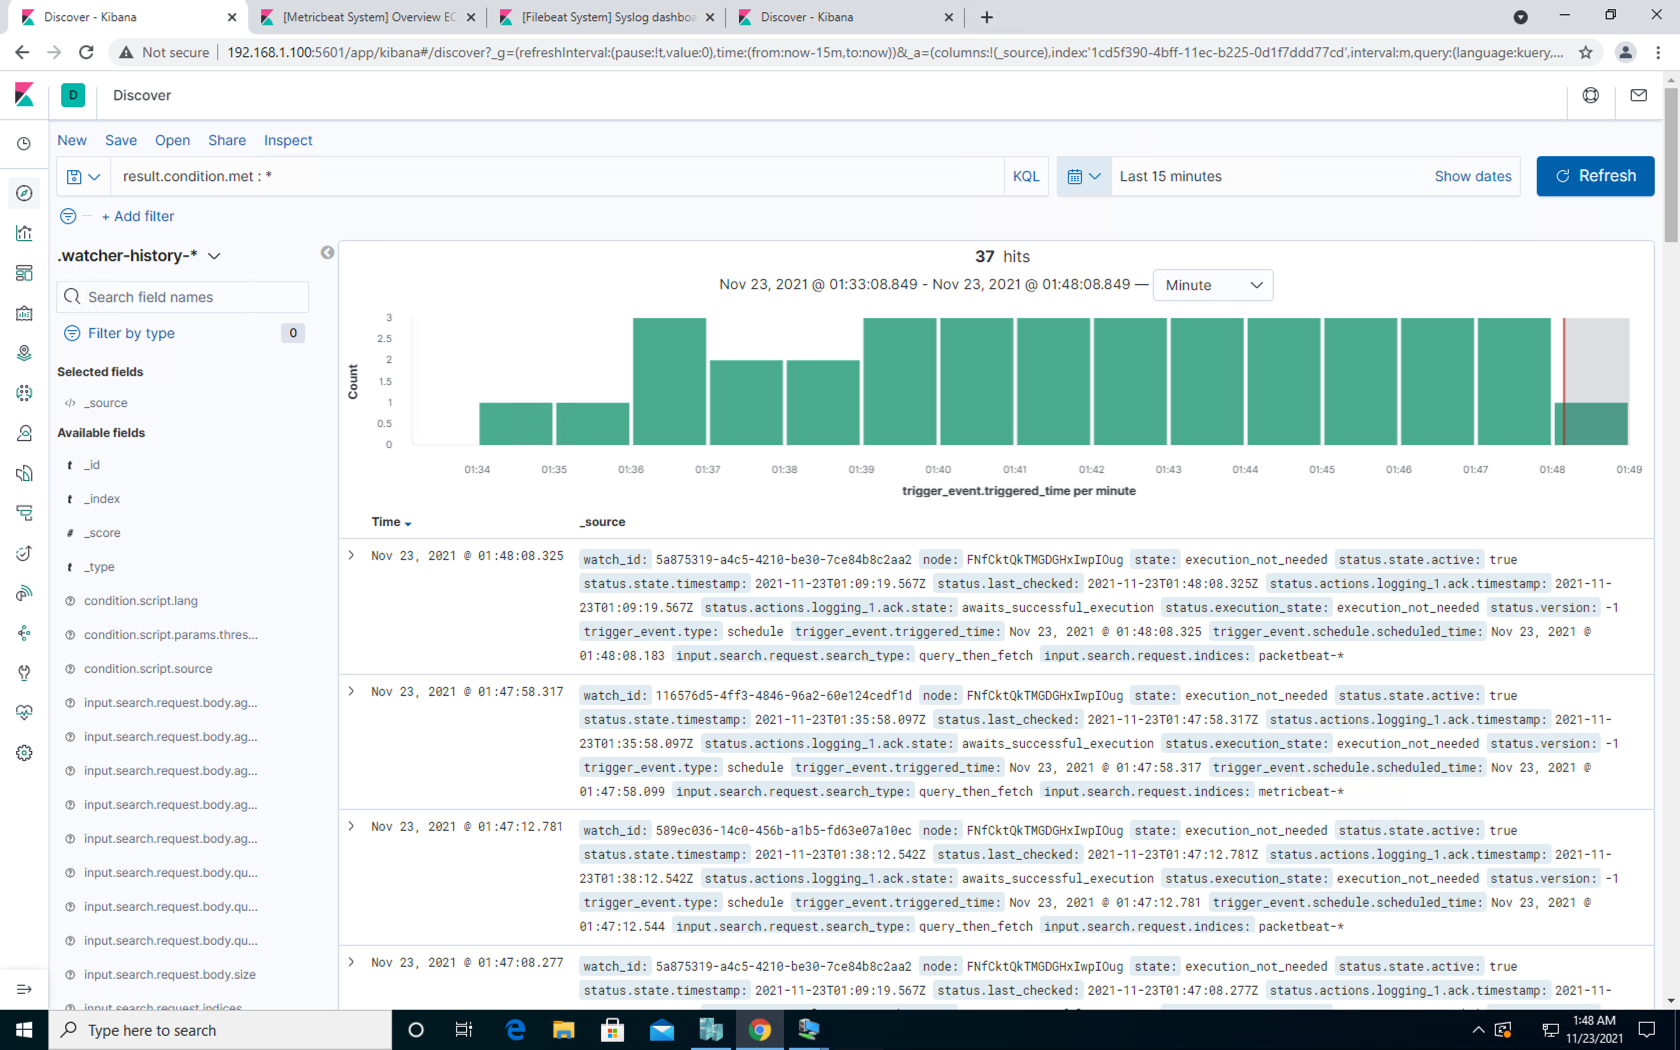 Discover - Kibana
[Metricbeat System] Overview EC
[Filebeat System] Syslog dashboa
Discover - Kibana
Not secure
192.168.1.100:5601/app/kibana#/discover?_g=(refreshInterval:(pause:!t,value:0),time:(from:now-15m,to:now))&_a=(columns:!(_source),index:'1cd5f390-4bff-11ec-b225-0d1f7ddd77cd',interval:m,query:(language:kuery,...
D
Discover
New Save Open Share Inspect
result.condition.met : *
KQL
Last 15 minutes
Show dates
Refresh
+ Add filter
.watcher-history-*
Search field names
Filter by type
0
Selected fields
_source
Available fields
t _id
t _index
# _score
t _type
condition.script.lang
condition.script.params.thres...
condition.script.source
input.search.request.body.ag...
input.search.request.body.ag...
input.search.request.body.ag...
input.search.request.body.ag...
input.search.request.body.ag...
input.search.request.body.qu...
input.search.request.body.qu...
input.search.request.body.qu...
input.search.request.body.size
input.search.request.indices
37 hits
Nov 23, 2021 @ 01:33:08.849 - Nov 23, 2021 @ 01:48:08.849 —
Minute
Count
3
2.5
2
1.5
1
0.5
0
01:34 01:35 01:36 01:37 01:38 01:39 01:40 01:41 01:42 01:43 01:44 01:45 01:46 01:47 01:48 01:49
trigger_event.triggered_time per minute
Time
_source
Nov 23, 2021 @ 01:48:08.325
watch_id: 5a875319-a4c5-4210-be30-7ce84b8c2aa2 node: FNfCktQkTMGDGHxIwpIOug state: execution_not_needed status.state.active: true
status.state.timestamp: 2021-11-23T01:09:19.567Z status.last_checked: 2021-11-23T01:48:08.325Z status.actions.logging_1.ack.timestamp: 2021-11-
23T01:09:19.567Z status.actions.logging_1.ack.state: awaits_successful_execution status.execution_state: execution_not_needed status.version: -1
trigger_event.type: schedule trigger_event.triggered_time: Nov 23, 2021 @ 01:48:08.325 trigger_event.schedule.scheduled_time: Nov 23, 2021 @
01:48:08.183 input.search.request.search_type: query_then_fetch input.search.request.indices: packetbeat-*
Nov 23, 2021 @ 01:47:58.317
watch_id: 116576d5-4ff3-4846-96a2-60e124cedf1d node: FNfCktQkTMGDGHxIwpIOug state: execution_not_needed status.state.active: true
status.state.timestamp: 2021-11-23T01:35:58.097Z status.last_checked: 2021-11-23T01:47:58.317Z status.actions.logging_1.ack.timestamp: 2021-11-
23T01:35:58.097Z status.actions.logging_1.ack.state: awaits_successful_execution status.execution_state: execution_not_needed status.version: -1
trigger_event.type: schedule trigger_event.triggered_time: Nov 23, 2021 @ 01:47:58.317 trigger_event.schedule.scheduled_time: Nov 23, 2021 @
01:47:58.099 input.search.request.search_type: query_then_fetch input.search.request.indices: metricbeat-*
Nov 23, 2021 @ 01:47:12.781
watch_id: 589ec036-14c0-456b-a1b5-fd63e07a10ec node: FNfCktQkTMGDGHxIwpIOug state: execution_not_needed status.state.active: true
status.state.timestamp: 2021-11-23T01:38:12.542Z status.last_checked: 2021-11-23T01:47:12.781Z status.actions.logging_1.ack.timestamp: 2021-11-
23T01:38:12.542Z status.actions.logging_1.ack.state: awaits_successful_execution status.execution_state: execution_not_needed status.version: -1
trigger_event.type: schedule trigger_event.triggered_time: Nov 23, 2021 @ 01:47:12.781 trigger_event.schedule.scheduled_time: Nov 23, 2021 @
01:47:12.544 input.search.request.search_type: query_then_fetch input.search.request.indices: packetbeat-*
Nov 23, 2021 @ 01:47:08.277
watch_id: 5a875319-a4c5-4210-be30-7ce84b8c2aa2 node: FNfCktQkTMGDGHxIwpIOug state: execution_not_needed status.state.active: true
status.state.timestamp: 2021-11-23T01:09:19.567Z status.last_checked: 2021-11-23T01:47:08.277Z status.actions.logging_1.ack.timestamp: 2021-11-
Type here to search
1:48 AM
11/23/2021